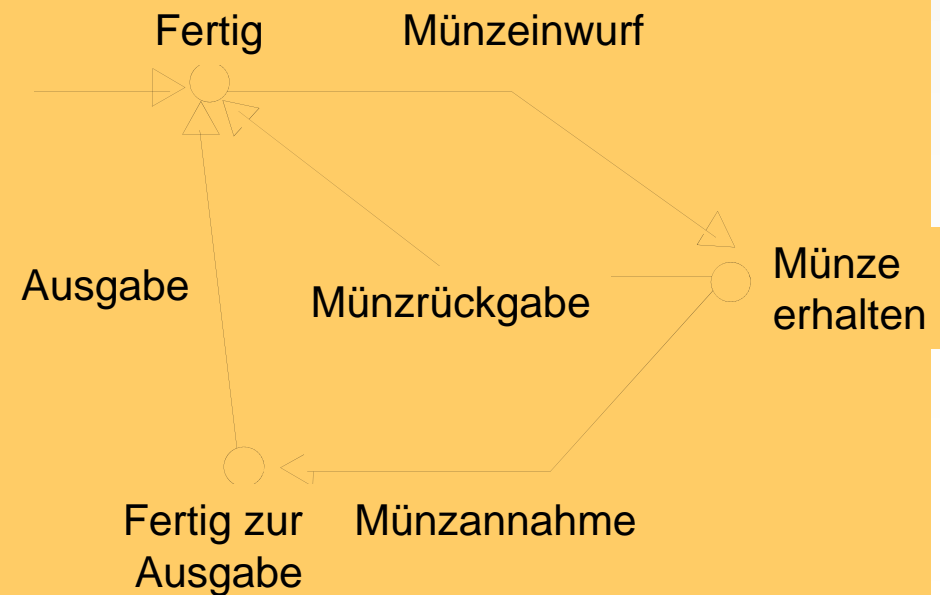 Fertig
Münzeinwurf
Ausgabe
Münzrückgabe
Münze
erhalten
Fertig zur
Ausgabe
Münzannahme